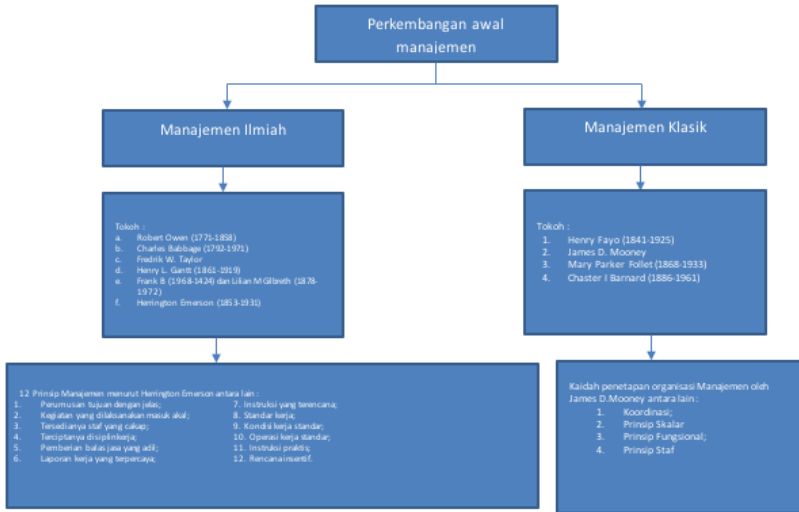 Perkembangan awal
manajemen
Manajemen Ilmiah
Manajemen Klasik
Tokoh :
a. Robert Owen (1771-1858)
b. Charles Babbage (1792-1971)
c. Fredrik W. Taylor
d. Henry L. Gantt (1861-1919)
e. Frank B (1968-1424) dan Lilian M Gilbreth (1878-
1972)
f. Herrington Emerson (1853-1931)
Tokoh :
1. Henry Fayo (1841-1925)
2. James D. Mooney
3. Mary Parker Follet (1868-1933)
4. Chaster I Barnard (1886-1961)
12 Prinsip Manajemen menurut Herrington Emerson antara lain :
1. Perumusan tujuan dengan jelas;
2. Kegiatan yang dilaksanakan masuk akal;
3. Tersedianya staf yang cakap;
4. Terciptanya disiplin kerja;
5. Pemberian balas jasa yang adil;
6. Laporan kerja yang terpercaya;
7. Instruksi yang terencana;
8. Standar kerja;
9. Kondisi kerja standar;
10. Operasi kerja standar;
11. Instruksi praktis;
12. Rencana insentif.
Kaidah penetapan organisasi Manajemen oleh
James D.Mooney antara lain :
1. Koordinasi;
2. Prinsip Skalar
3. Prinsip Fungsional;
4. Prinsip Staf